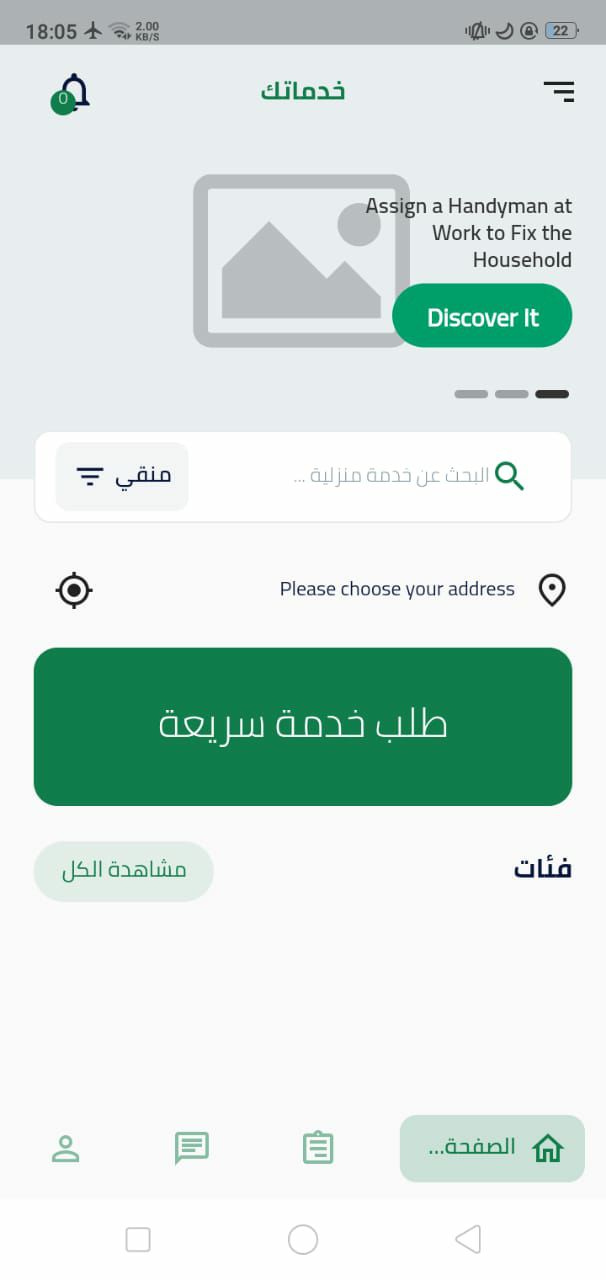 18:05
2.00
KB/S
22
0
خدماتك
Assign a Handyman at
Work to Fix the
Household
Discover It
البحث عن خدمة منزلية ...
منقي
Please choose your address
طلب خدمة سريعة
فئات
مشاهدة الكل
الصفحة...